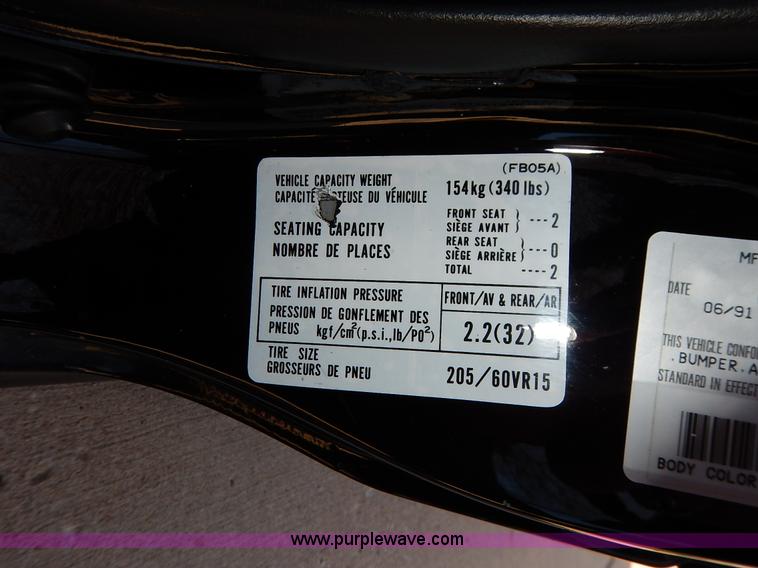 (FB05A)
VEHICLE CAPACITY WEIGHT 154kg(340 lbs)
CAPACITÉ TEUSE DU VÉHICULE
SEATING CAPACITY
NOMBRE DE PLACES
FRONT SEAT
SIÈGE AVANT } ---2
REAR SEAT
SIÈGE ARRIÈRE } ---0
TOTAL ----2
TIRE INFLATION PRESSURE
PRESSION DE GONFLEMENT DES
PNEUS kgf/cm²(p.s.i.,lb/PO²)
FRONT/AV & REAR/AR
2.2(32)
TIRE SIZE
GROSSEURS DE PNEU 205/60VR15
MF
DATE
06/91
THIS VEHICLE CONFO
.BUMPER.A
STANDARD IN EFFECT
BODY COLOR
www.purplewave.com